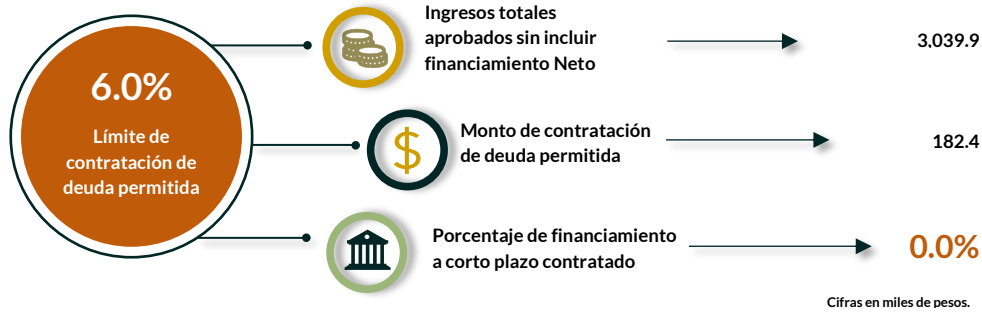 6.0%
Límite de
contratación de
deuda permitida
Ingresos totales
aprobados sin incluir
financiamiento Neto
3,039.9
$
Monto de contratación
de deuda permitida
182.4
Porcentaje de financiamiento
a corto plazo contratado
0.0%
Cifras en miles de pesos.